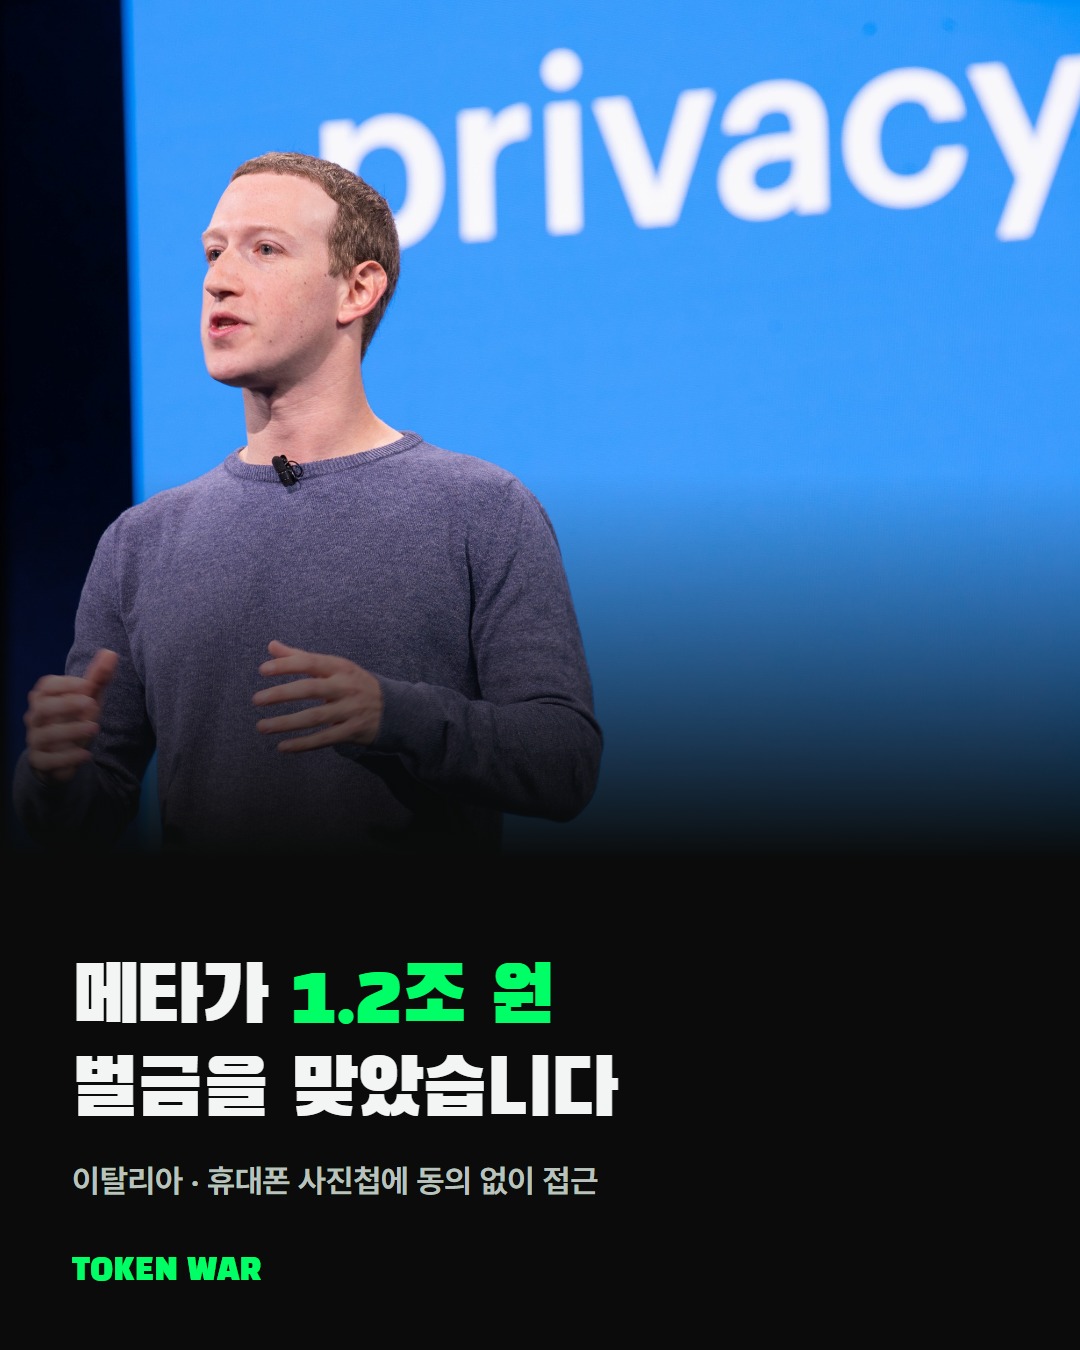 privacy
메타가 1.2조 원
벌금을 맞았습니다
이탈리아 · 휴대폰 사진첩에 동의 없이 접근
TOKEN WAR